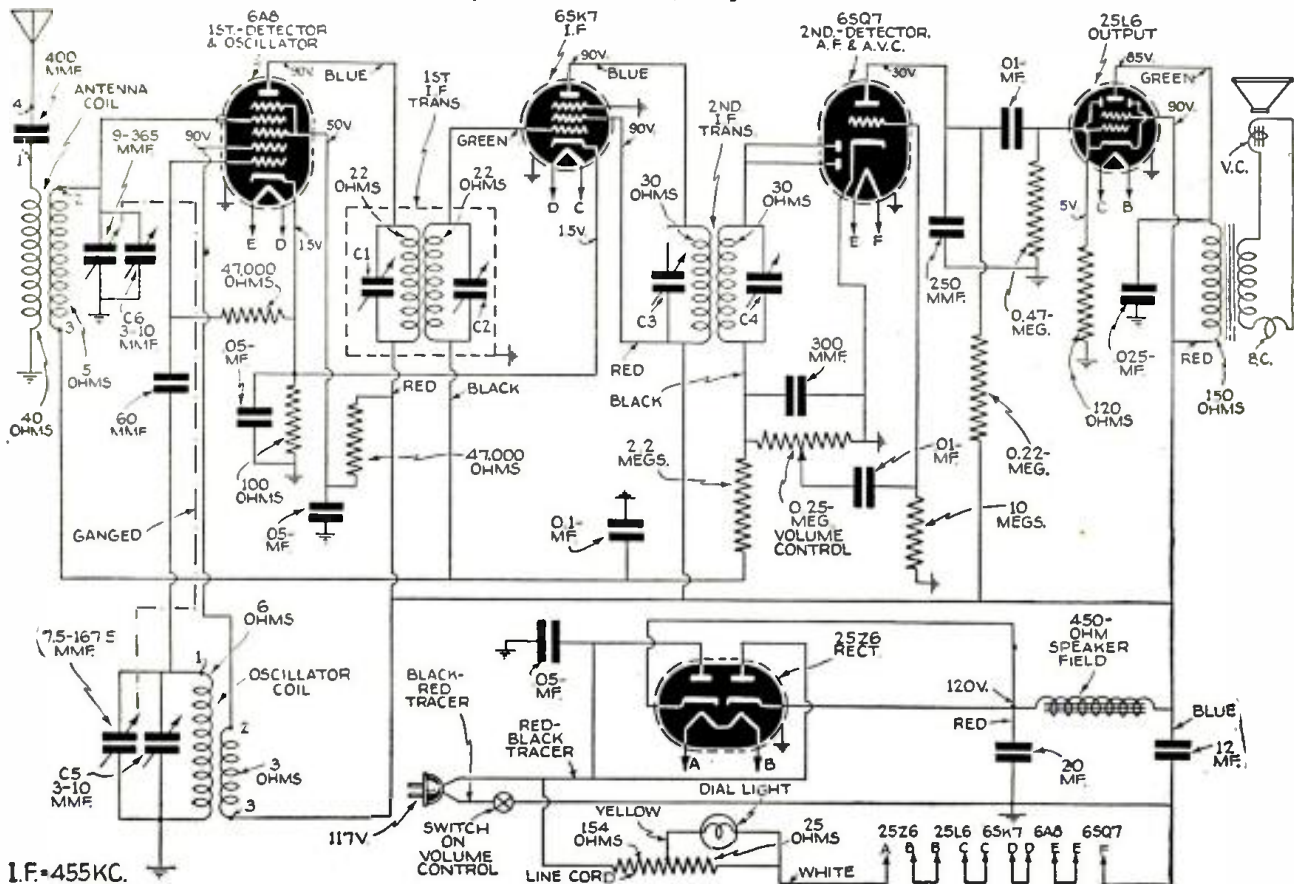 6A8
1ST.-DETECTOR
& OSCILLATOR
6SK7
I.F
6SQ7
2ND.-DETECTOR.
A.F. & A.V.C.
25L6
OUTPUT
400
MMF.
ANTENNA
COIL
9-365
MMF.
4
1
2
3
90V.
BLUE
1ST
I.F
TRANS.
90V.
50V.
90V.
BLUE
GREEN
90V.
2ND
I.F
TRANS.
30V.
01-
MF.
85V.
GREEN
90V.
V.C.
22
OHMS
22
OHMS
E
D
1.5V
D
C
1.5V.
30
OHMS
30
OHMS
E
F
5V.
C
B
C6
3-10
MMF
47,000
OHMS
C1
C2
C3
C4
250
MMF.
0.47-
MEG.
5
OHMS
40
OHMS
.05-
MF.
60
MMF
RED
BLACK
RED
BLACK
300
MMF.
.025-
MF.
RED
B.C.
120
OHMS
150
OHMS
100
OHMS
47,000
OHMS
2.2
MEGS.
.01-
MF.
0.22-
MEG.
GANGED
05-
MF.
0.1-
MF.
0.25-
MEG
VOLUME
CONTROL
10
MEGS.
7.5-167.5
MMF.
6
OHMS
1
OSCILLATOR
COIL
2
3
OHMS
3
C5
3-10
MMF.
.05-
MF.
BLACK-
RED
TRACER
RED-
BLACK
TRACER
25Z6
RECT.
A
B
450-
OHM
SPEAKER
FIELD
120V.
RED
BLUE
20
MF.
12
MF.
117V.
SWITCH
ON
VOLUME
CONTROL
DIAL LIGHT
YELLOW
154
OHMS
25
OHMS
LINE CORD
WHITE
25Z6 25L6 6SK7 6A8 6SQ7
A B B C C D D E E F
I.F.=455KC.